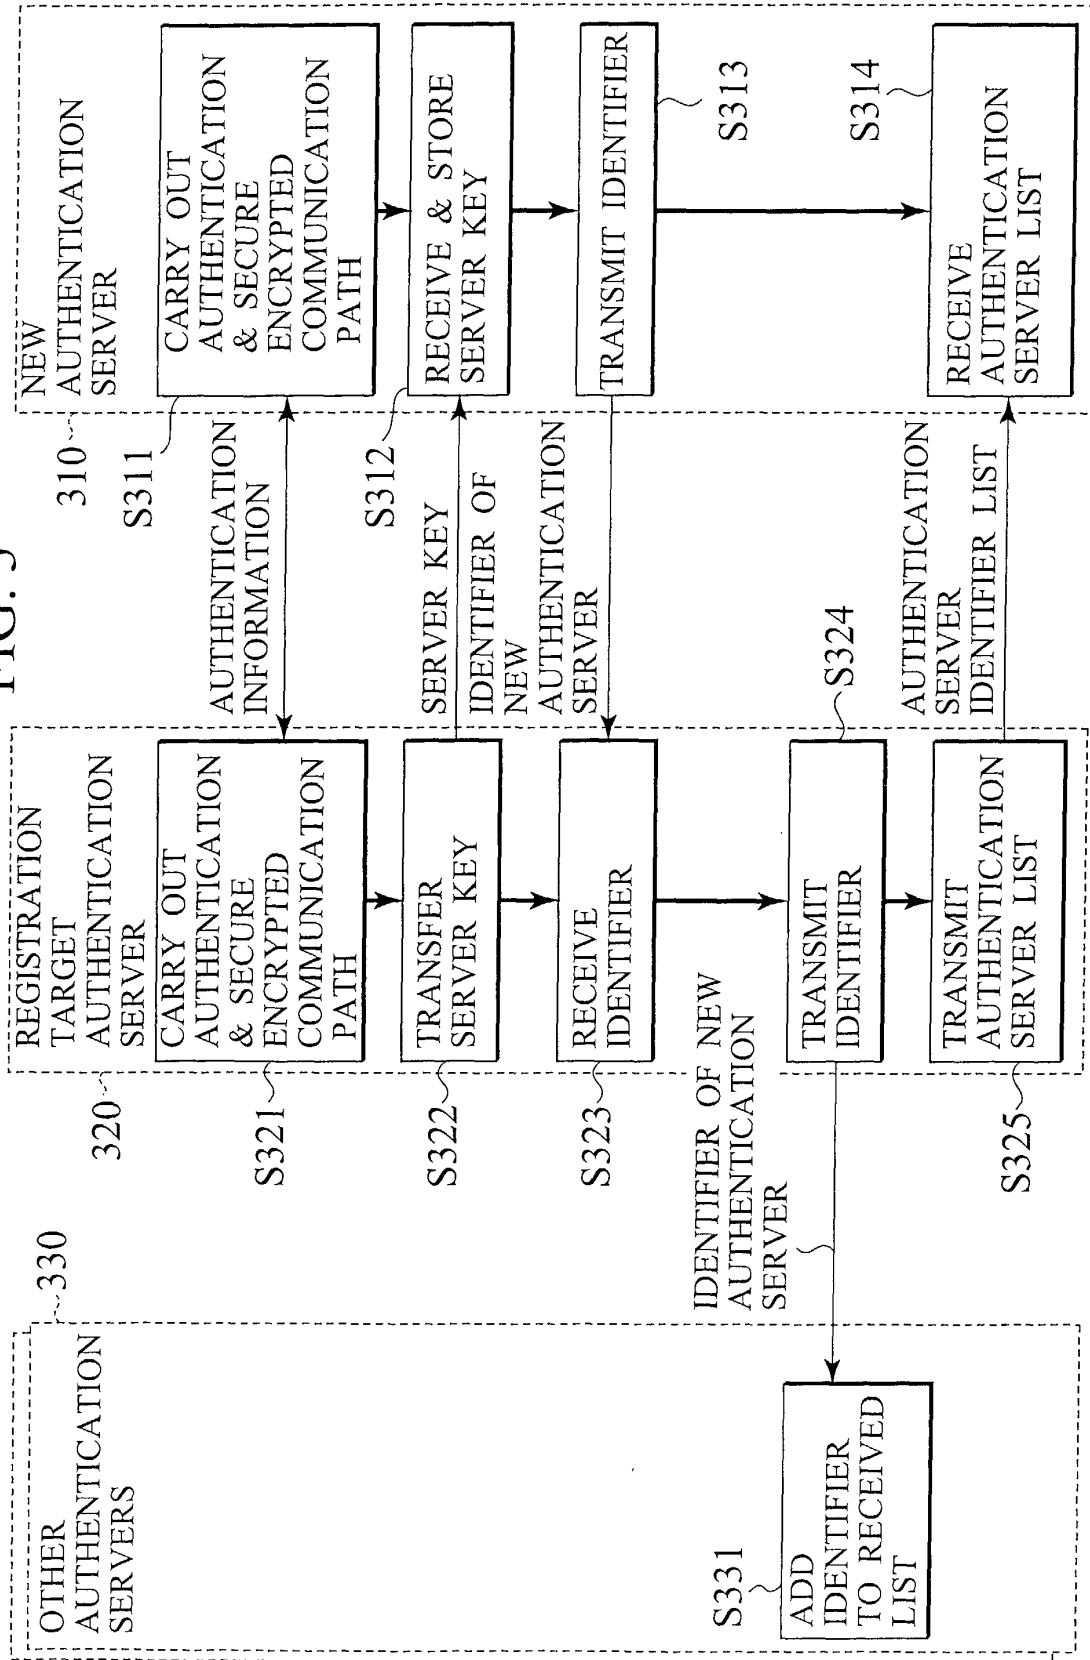 FIG.
OTHER
AUTHENTICATION
SERVERS
330
S331
ADD
IDENTIFIER
TO RECEIVED
LIST
IDENTIFIER OF NEW
AUTHENTICATION
SERVER
320
REGISTRATION
TARGET
AUTHENTICATION
SERVER
S321
CARRY OUT
AUTHENTICATION
& SECURE
ENCRYPTED
COMMUNICATION
PATH
S322
TRANSFER
SERVER KEY
S323
RECEIVE
IDENTIFIER
S324
TRANSMIT
IDENTIFIER
S325
TRANSMIT
AUTHENTICATION
SERVER LIST
AUTHENTICATION
INFORMATION
SERVER KEY
IDENTIFIER OF
NEW
AUTHENTICATION
SERVER
AUTHENTICATION
SERVER
IDENTIFIER LIST
310
NEW
AUTHENTICATION
SERVER
S311
CARRY OUT
AUTHENTICATION
& SECURE
ENCRYPTED
COMMUNICATION
PATH
S312
RECEIVE & STORE
SERVER KEY
TRANSMIT IDENTIFIER
S313
S314
RECEIVE
AUTHENTICATION
SERVER LIST